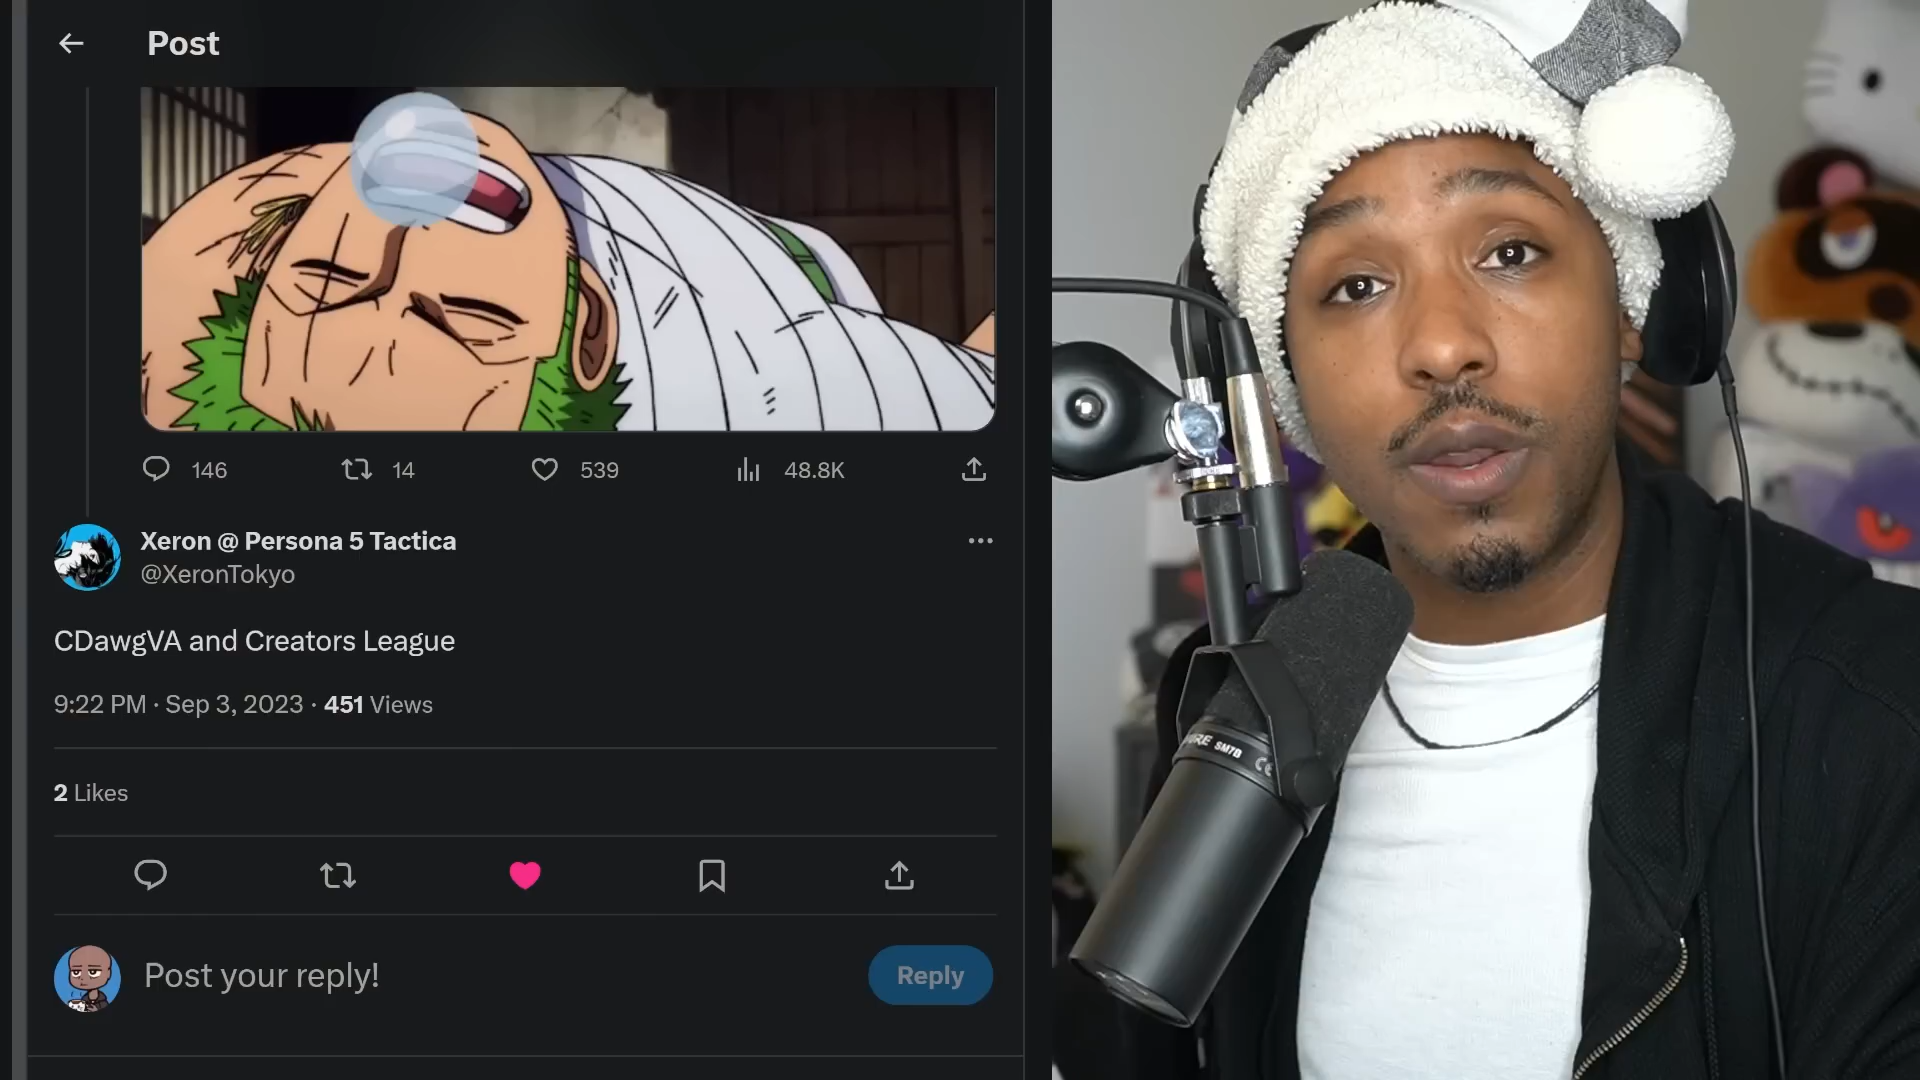 Post
146 14 539 48.8K
Xeron @ Persona 5 Tactica
@XeronTokyo
CDawgVA and Creators League
9:22 PM · Sep 3, 2023 · 451 Views
2 Likes
Post your reply!
Reply
SM7B
CE